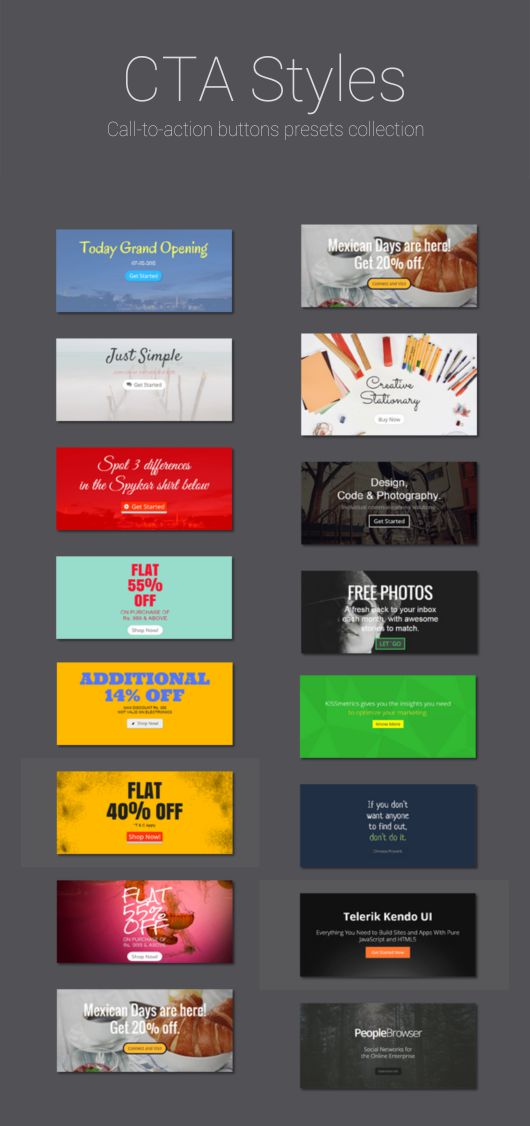 CTA Styles
Call-to-action buttons presets collection
Today Grand Opening
Get Started
Just Simple
Get Started
Spot 3 differences
in the Spykar shirt below
Get Started
FLAT
55%
OFF
ON PURCHASE OF
Rs. 999 & ABOVE
Shop Now!
ADDITIONAL
14% OFF
NOT VALID ON ELECTRONICS
Shop Now!
FLAT
40% OFF
Shop Now!
FLAT
55%
OFF
ON PURCHASE OF
Rs. 999 & ABOVE
Shop Now!
Mexican Days are here!
Get 20% off.
Connect and Visit
Mexican Days are here!
Get 20% off.
Connect and Visit
Creative
Stationary
Buy Now
Design,
Code & Photography.
Get Started
FREE PHOTOS
A fresh pack to your inbox
each month, with awesome
stories to match.
LET`GO
KISSmetrics gives you the insights you need
to optimize your marketing.
Know More
If you don't
want anyone
to find out,
don't do it.
Chinese Proverb
Telerik Kendo UI
Everything You Need to Build Sites and Apps With Pure
JavaScript and HTML5
Get Started Now
PeopleBrowser
Social Networks for
the Online Enterprise